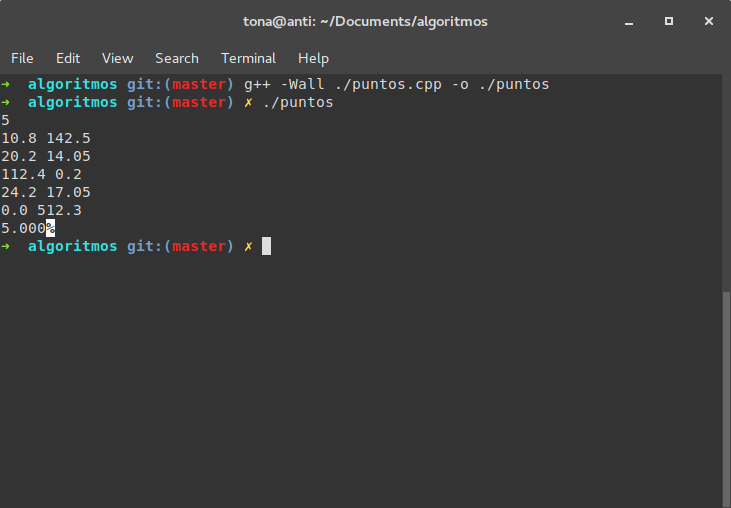 tona@anti: ~/Documents/algoritmos
File Edit View Search Terminal Help
➜ algoritmos git:(master) g++ -Wall ./puntos.cpp -o ./puntos
➜ algoritmos git:(master) ✗ ./puntos
5
10.8 142.5
20.2 14.05
112.4 0.2
24.2 17.05
0.0 512.3
5.000%
➜ algoritmos git:(master) ✗